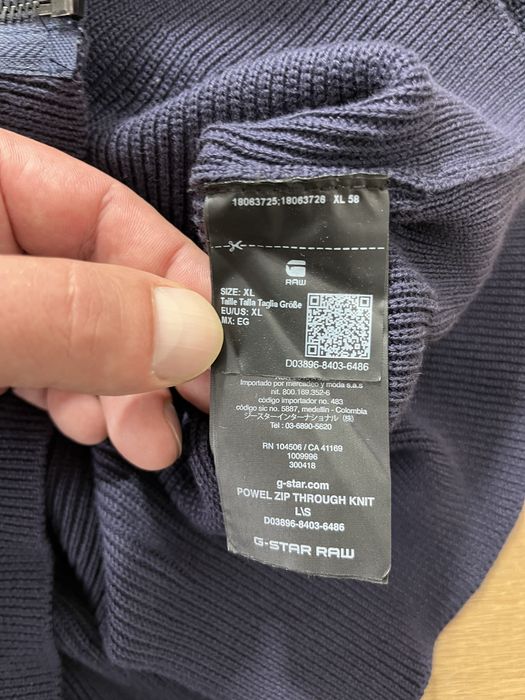 18063725;18063726 XL 58
G
RAW
SIZE: XL
Taille Talla Taglia Größe
EU/US: XL
MX: EG
D03896-8403-6486
Importado por mercadeo y moda s.a.s
nit. 800.169.352-6
código importador no. 483
código sic no. 5887, medellin - Colombia
ジースターインターナショナル（株）
Tel : 03-6890-5620
RN 104506 / CA 41169
1009996
300418
g-star.com
POWEL ZIP THROUGH KNIT
L\S
D03896-8403-6486
G-STAR RAW